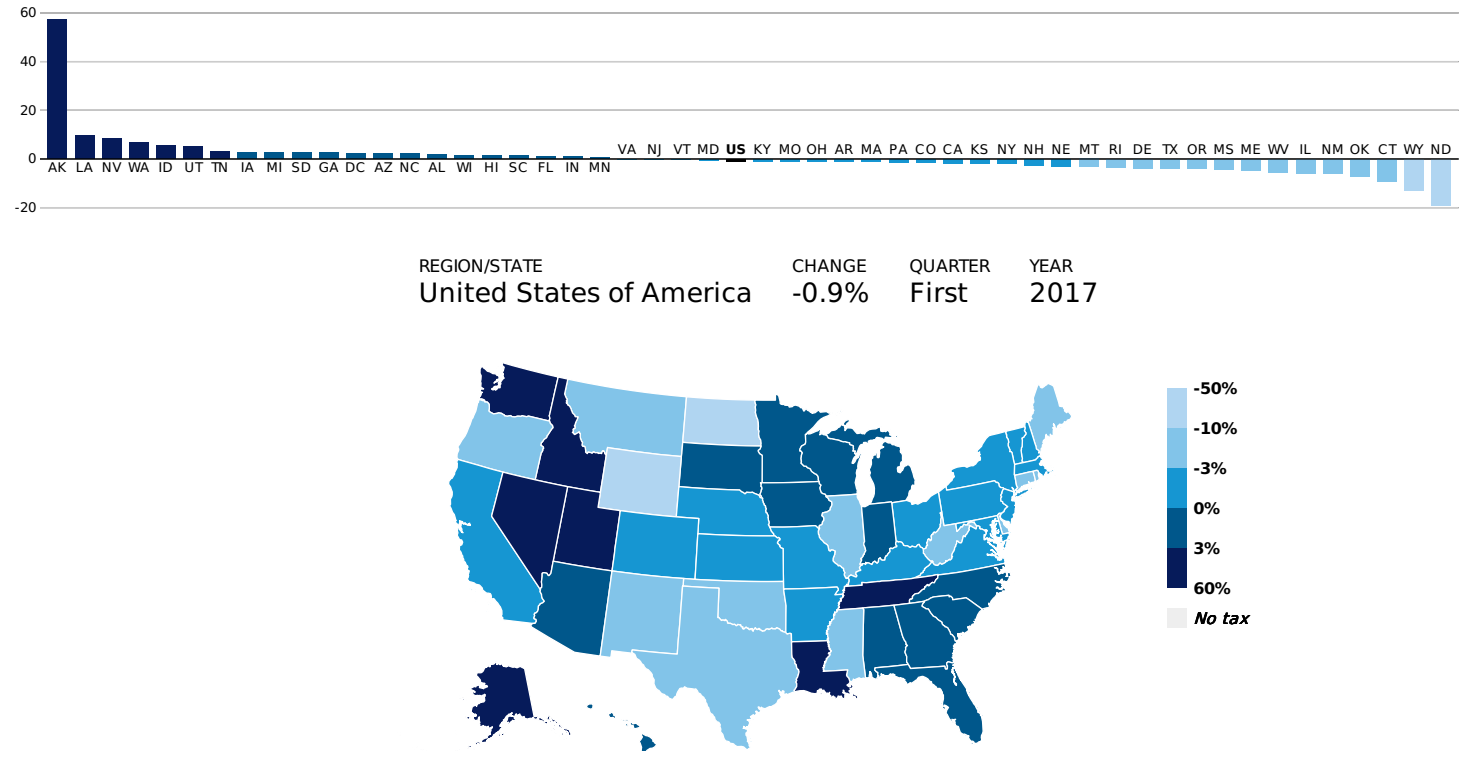 60
40
20
VA NJ VT MD US KY MO OH AR MA PA CO CA KS NY NH NE MT RI DE TX OR MS ME WV IL NM OK CT WY ND
0
AK LA NV WA ID UT TN IA MI SD GA DC AZ NC AL WI HI SC FL IN MN
-20
REGION/STATE CHANGE QUARTER YEAR
United States of America -0.9% First 2017
-50%
-10%
-3%
0%
3%
60%
No tax